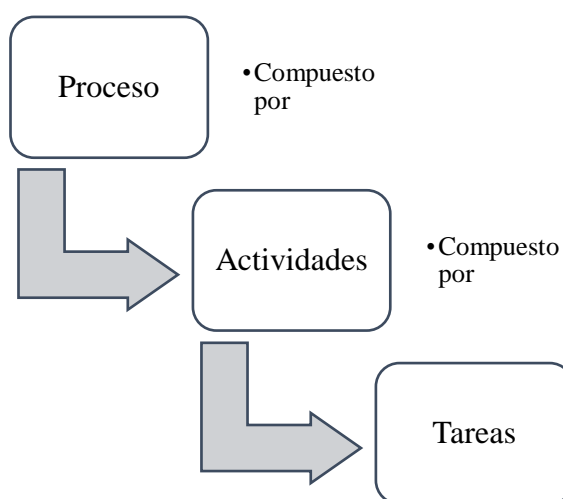 Proceso
•Compuesto
por
Actividades
•Compuesto
por
Tareas